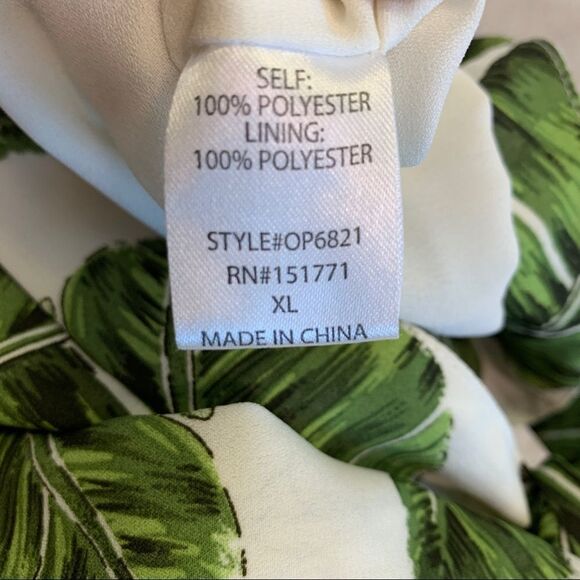 SELF:
100% POLYESTER
LINING:
100% POLYESTER
STYLE#OP6821
RN#151771
XL
MADE IN CHINA